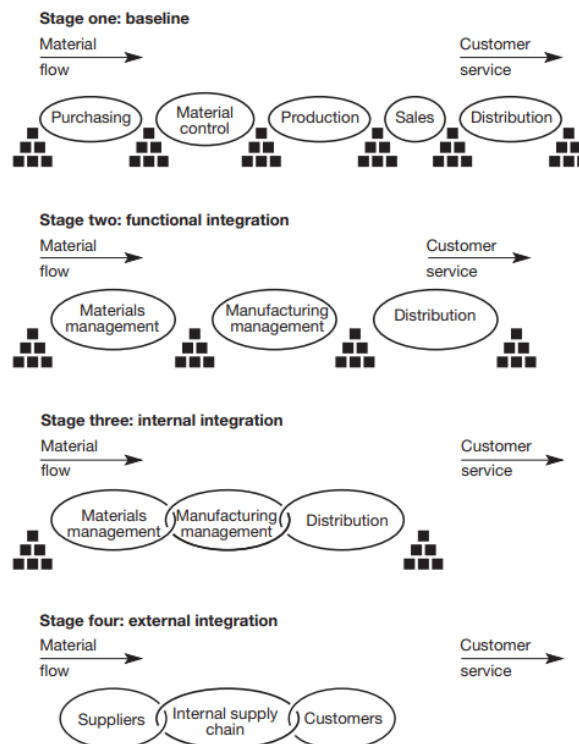 Stage one: baseline
Material
flow
Customer
service
Purchasing
Material
control
Production
Sales
Distribution
Stage two: functional integration
Material
flow
Customer
service
Materials
management
Manufacturing
management
Distribution
Stage three: internal integration
Material
flow
Customer
service
Materials
management
Manufacturing
management
Distribution
Stage four: external integration
Material
flow
Customer
service
Suppliers
Internal supply
chain
Customers